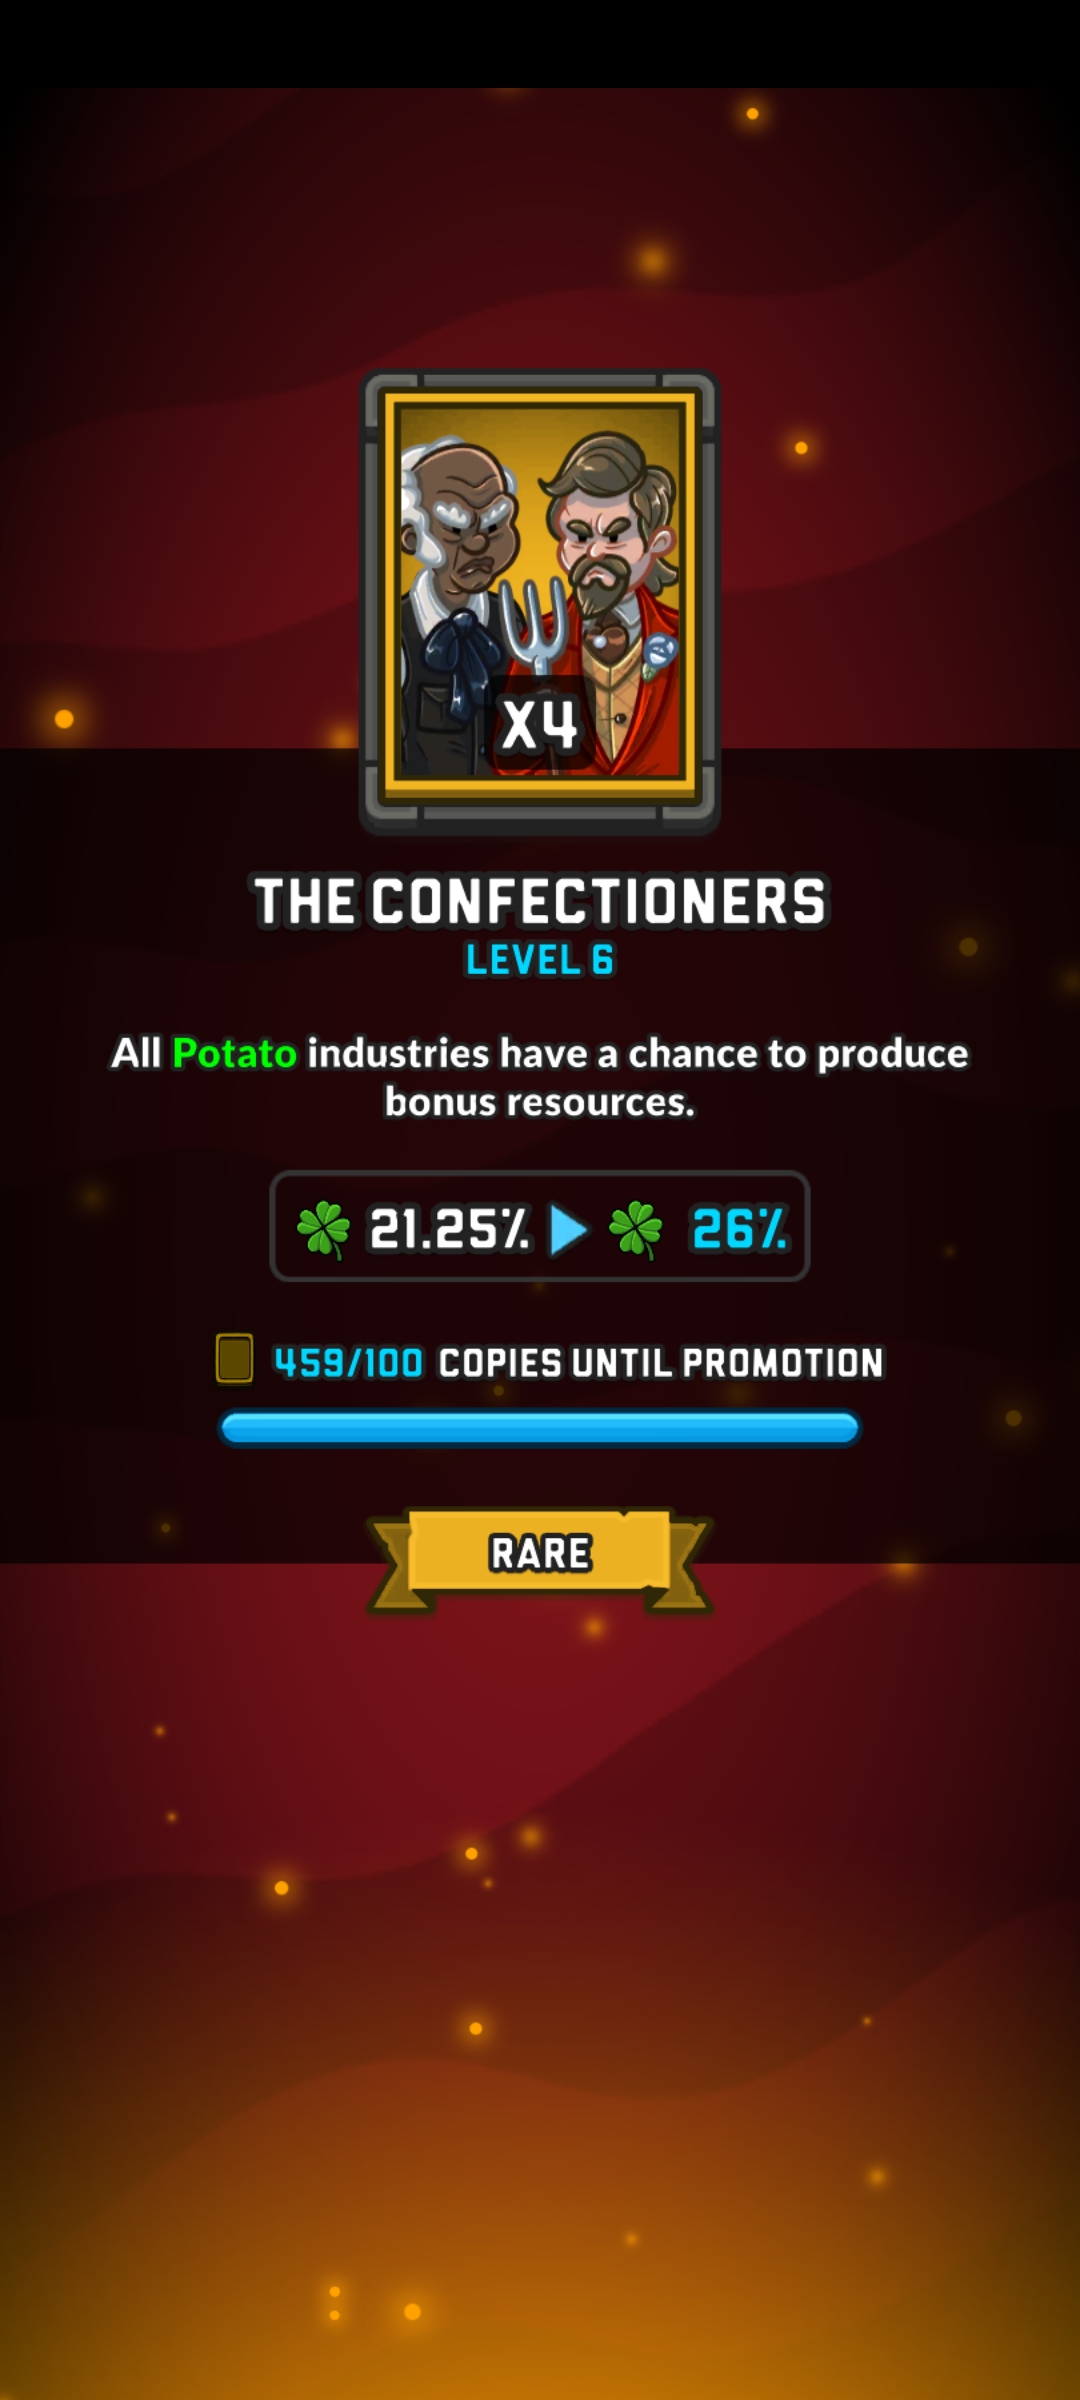 X4
THE CONFECTIONERS
LEVEL 6
All Potato industries have a chance to produce
bonus resources.
21.25% 26%
459/100 COPIES UNTIL PROMOTION
RARE